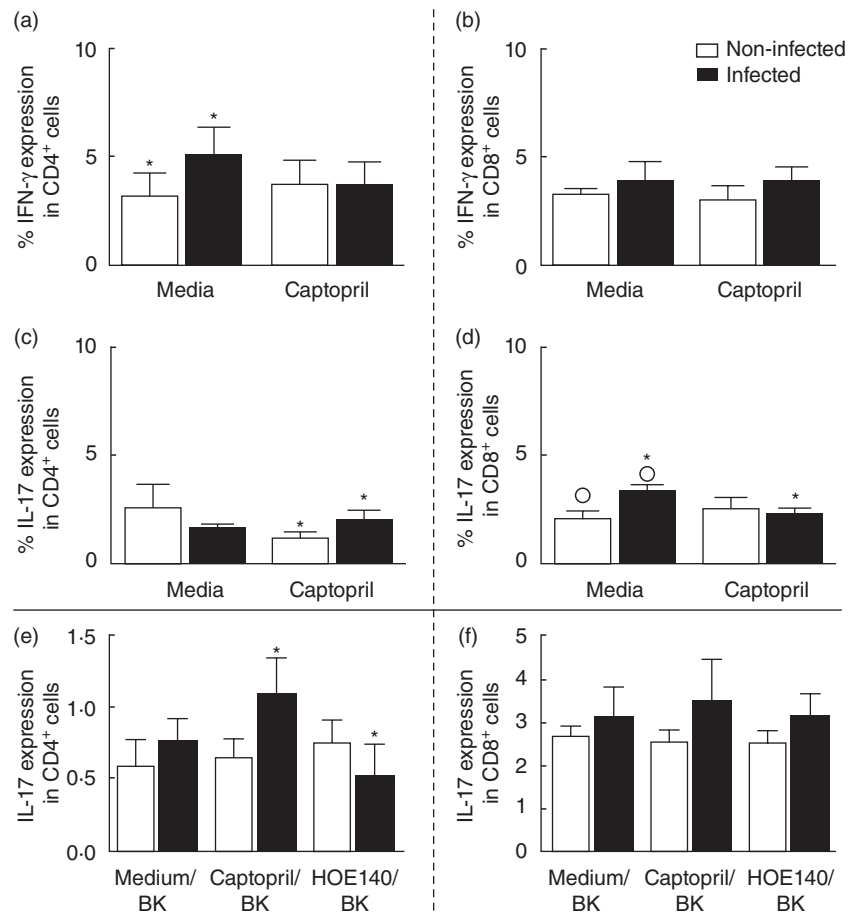 (a)
10
5
0
% IFN-γ expression
in CD4+ cells
*
*
Media
Captopril
(b)
10
5
0
% IFN-γ expression
in CD8+ cells
Non-infected
Infected
Media
Captopril
(c)
10
5
0
% IL-17 expression
in CD4+ cells
*
*
Media
Captopril
(d)
10
5
0
% IL-17 expression
in CD8+ cells
*
*
Media
Captopril
(e)
1·5
1·0
0·5
0·0
IL-17 expression
in CD4+ cells
*
*
Medium/
BK
Captopril/
BK
HOE140/
BK
(f)
5
4
3
2
1
0
IL-17 expression
in CD8+ cells
Medium/
BK
Captopril/
BK
HOE140/
BK